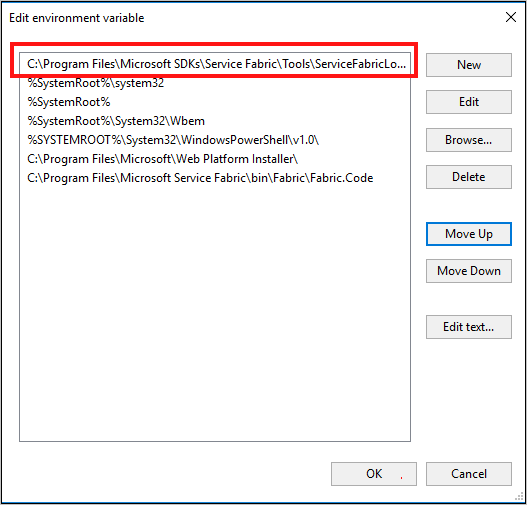 Edit environment variable
C:\Program Files\Microsoft SDKs\Service Fabric\Tools\ServiceFabricLo...
%SystemRoot%\system32
%SystemRoot%
%SystemRoot%\System32\Wbem
%SYSTEMROOT%\System32\WindowsPowerShell\v1.0\
C:\Program Files\Microsoft\Web Platform Installer\
C:\Program Files\Microsoft Service Fabric\bin\Fabric\Fabric.Code
New
Edit
Browse...
Delete
Move Up
Move Down
Edit text...
OK
Cancel